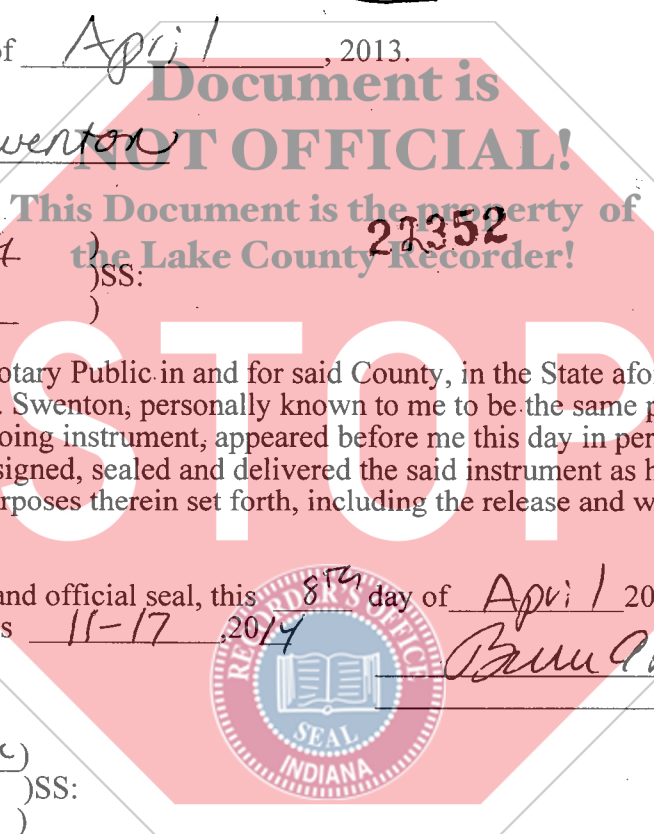 of April, 2013.
Document is
Swenton
NOT OFFICIAL!
This Document is the property of
22352
the Lake County Recorder!
)
)SS:
)
STOP
otary Public in and for said County, in the State afo
. Swenton, personally known to me to be the same p
oing instrument, appeared before me this day in per
signed, sealed and delivered the said instrument as h
rposes therein set forth, including the release and w
and official seal, this 8TH day of April 20
s 11-17, 2014
RECORDER'S OFFICE
SEAL
INDIANA
)
)SS:
)